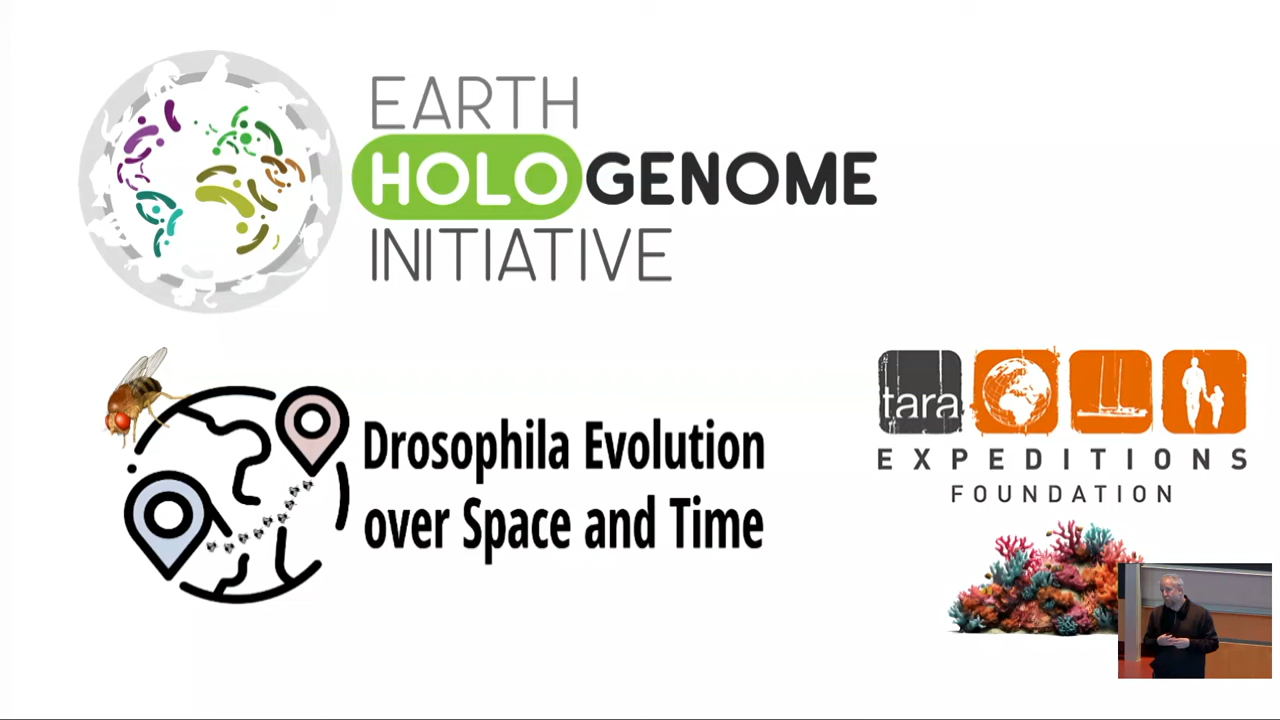 EARTH
HOLOGENOME
INITIATIVE
Drosophila Evolution
over Space and Time
tara
EXPEDITIONS
FOUNDATION